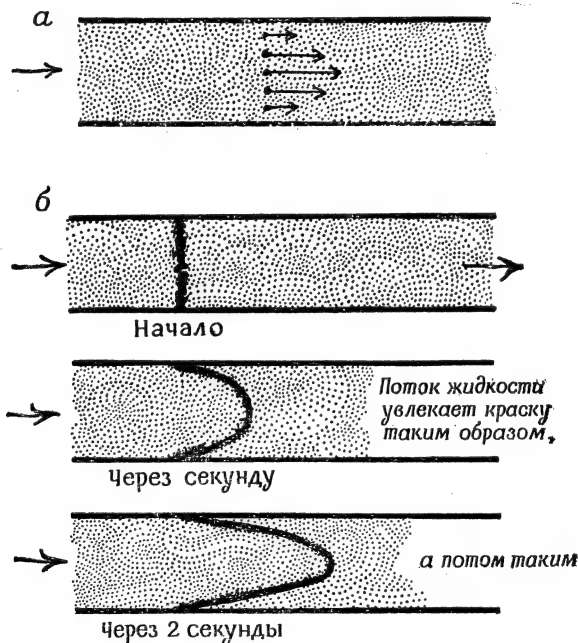 а
б
Начало
Поток жидкости
увлекает краску
таким образом,
Через секунду
а потом таким
Через 2 секунды